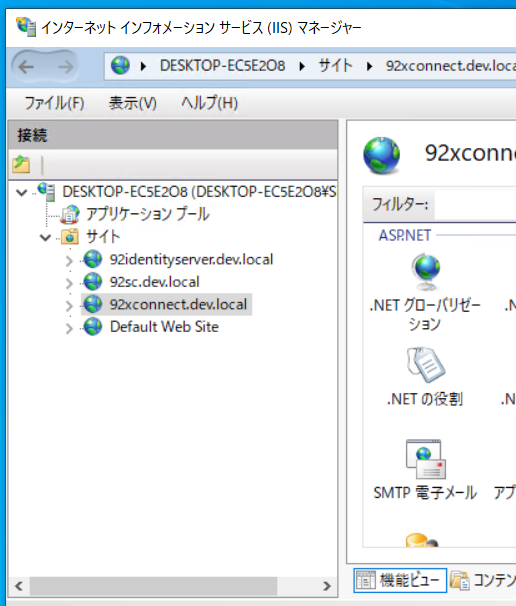 インターネット インフォメーション サービス (IIS) マネージャー
DESKTOP-EC5E2O8 サイト 92xconnect.dev.loca
ファイル(F) 表示(V) ヘルプ(H)
接続
DESKTOP-EC5E2O8 (DESKTOP-EC5E2O8¥S
アプリケーション プール
サイト
92identityserver.dev.local
92sc.dev.local
92xconnect.dev.local
Default Web Site
92xconne
フィルター:
ASP.NET
.NET グローバリゼーション
.N
.NET の役割
.N
SMTP 電子メール
アプ
機能ビュー
コンテン